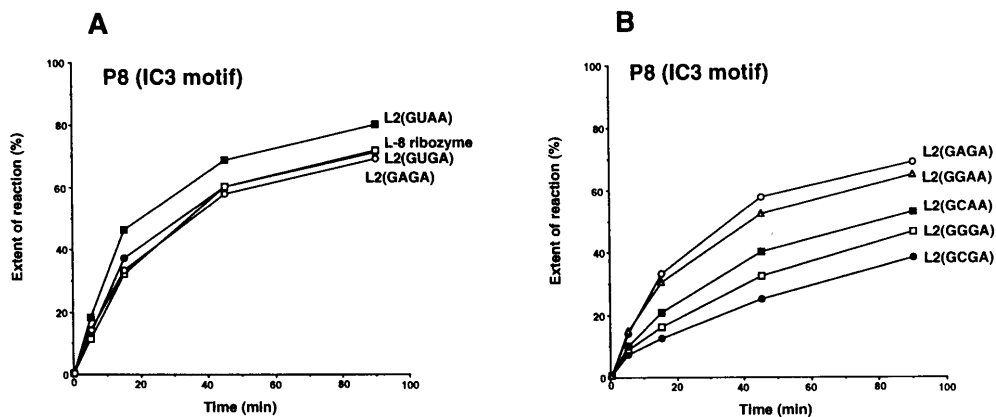 A
P8 (IC3 motif)
100
80
60
40
20
0
0 20 40 60 80 100
Extent of reaction (%)
Time (min)
L2(GUAA)
L-8 ribozyme
L2(GUGA)
L2(GAGA)
B
P8 (IC3 motif)
100
80
60
40
20
0
0 20 40 60 80 100
Extent of reaction (%)
Time (min)
L2(GAGA)
L2(GGAA)
L2(GCAA)
L2(GGGA)
L2(GCGA)